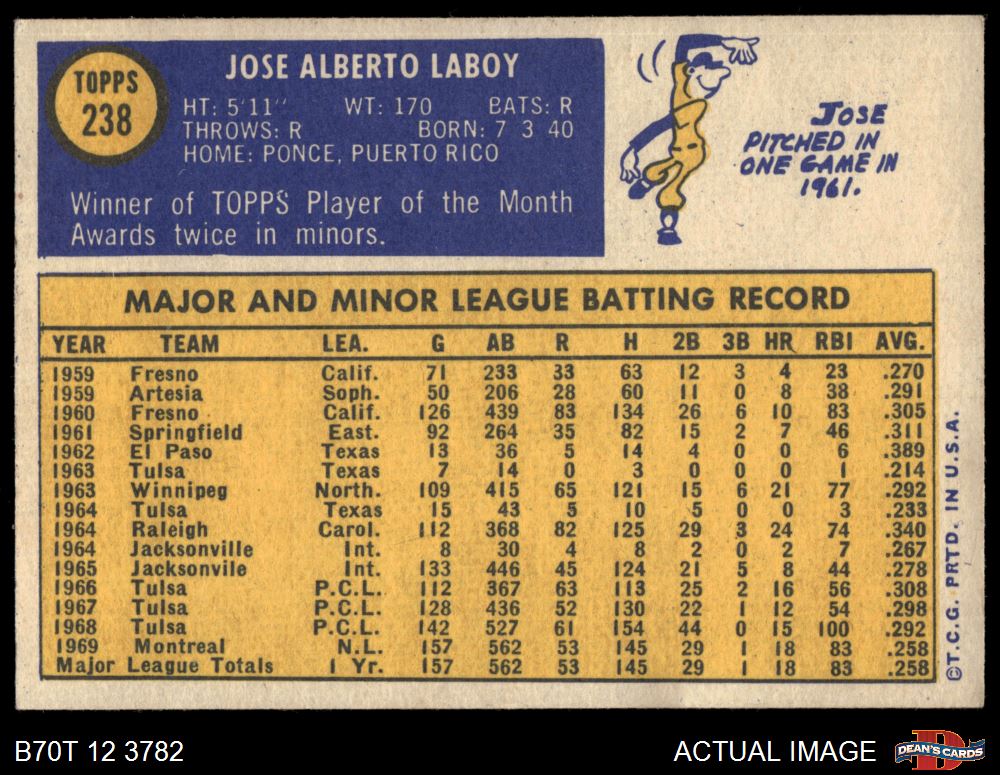 TOPPS
238
JOSE ALBERTO LABOY
HT: 5'11" WT: 170 BATS: R
THROWS: R BORN: 7 3 40
HOME: PONCE, PUERTO RICO
Winner of TOPPS Player of the Month
Awards twice in minors.
JOSE
PITCHED IN
ONE GAME IN
1961.
MAJOR AND MINOR LEAGUE BATTING RECORD
YEAR TEAM LEA. G AB R H 2B 3B HR RBI AVG.
1959 Fresno Calif. 71 233 33 63 12 3 4 23 .270
1959 Artesia Soph. 50 206 28 60 11 0 8 38 .291
1960 Fresno Calif. 126 439 83 134 26 6 10 83 .305
1961 Springfield East. 92 264 35 82 15 2 7 46 .311
1962 El Paso Texas 13 36 5 14 4 0 0 6 .389
1963 Tulsa Texas 7 14 0 3 0 0 0 1 .214
1963 Winnipeg North. 109 415 65 121 15 6 21 77 .292
1964 Tulsa Texas 15 43 5 10 5 0 0 3 .233
1964 Raleigh Carol. 112 368 82 125 29 3 24 74 .340
1964 Jacksonville Int. 8 30 4 8 2 0 2 7 .267
1965 Jacksonvile Int. 133 446 45 124 21 5 8 44 .278
1966 Tulsa P.C.L. 112 367 63 113 25 2 16 56 .308
1967 Tulsa P.C.L. 128 436 52 130 22 1 12 54 .298
1968 Tulsa P.C.L. 142 527 61 154 44 0 15 100 .292
1969 Montreal N.L. 157 562 53 145 29 1 18 83 .258
Major League Totals 1 Yr. 157 562 53 145 29 1 18 83 .258
©T.C.G. PRTD. IN U.S.A.
B70T 12 3782
ACTUAL IMAGE
D
DEAN'S CARDS